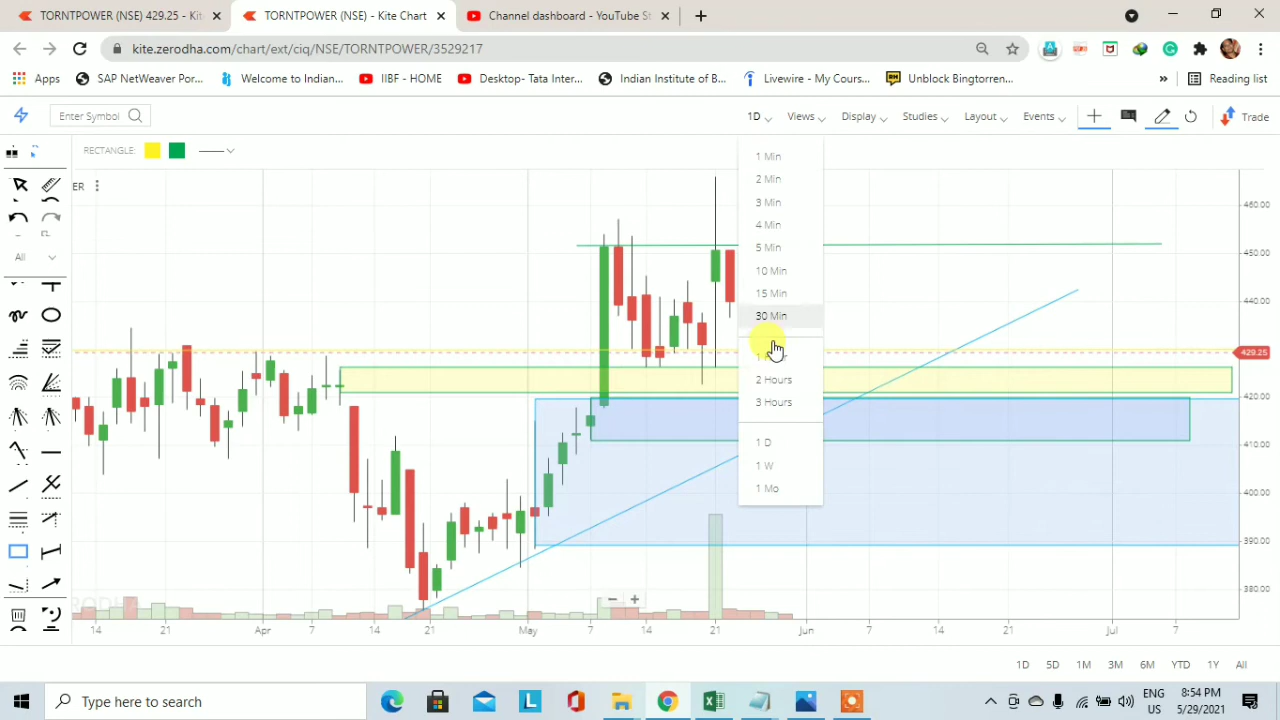 TORNTPOWER (NSE) 429.25 - Ki
TORNTPOWER (NSE) - Kite Chart
Channel dashboard - YouTube S
kite.zerodha.com/chart/ext/ciq/NSE/TORNTPOWER/3529217
Apps
SAP NetWeaver Por...
Welcome to Indian...
IIBF - HOME
Desktop- Tata Inter...
Indian Institute of B...
Livewire - My Cours...
Unblock Bingtorren...
»
Reading list
Enter Symbol
1D
Views
Display
Studies
Layout
Events
Trade
RECTANGLE:
ER
All
1 Min
2 Min
3 Min
4 Min
5 Min
10 Min
15 Min
30 Min
2 Hours
3 Hours
1 D
1 W
1 Mo
460.00
450.00
440.00
429.25
420.00
410.00
400.00
390.00
380.00
14 21 Apr 7 14 21 May 7 14 21 Jun 7 14 21 Jul 7
1D 5D 1M 3M 6M YTD 1Y All
Type here to search
ENG
US
8:54 PM
5/29/2021